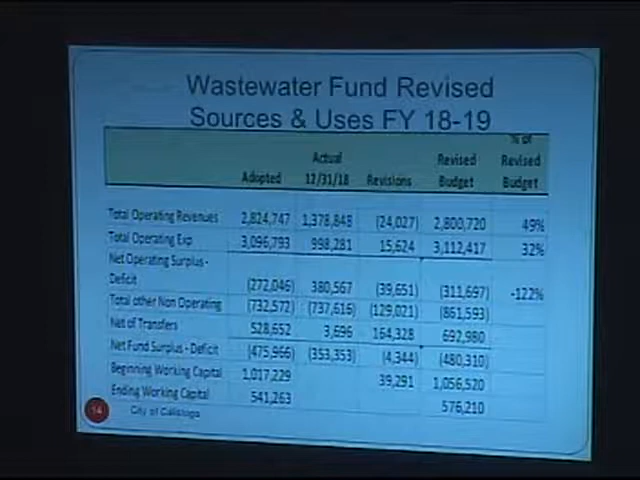 Wastewater Fund Revised
Sources & Uses FY 18-19
Adopted Actual 12/31/18 Revisions Revised Budget % of Revised Budget
Total Operating Revenues 2,824,747 1,378,848 (24,027) 2,800,720 49%
Total Operating Exp 3,096,793 998,281 15,624 3,112,417 32%
Net Operating Surplus -
Deficit (272,046) 380,567 (39,651) (311,697) -122%
Total other Non Operating (732,572) (737,616) (129,021) (861,593)
Net of Transfers 528,652 3,696 164,328 692,980
Net Fund Surplus - Deficit (475,966) (353,353) (4,344) (480,310)
Beginning Working Capital 1,017,229 39,291 1,056,520
Ending Working Capital 541,263 576,210
14 City of Calistoga